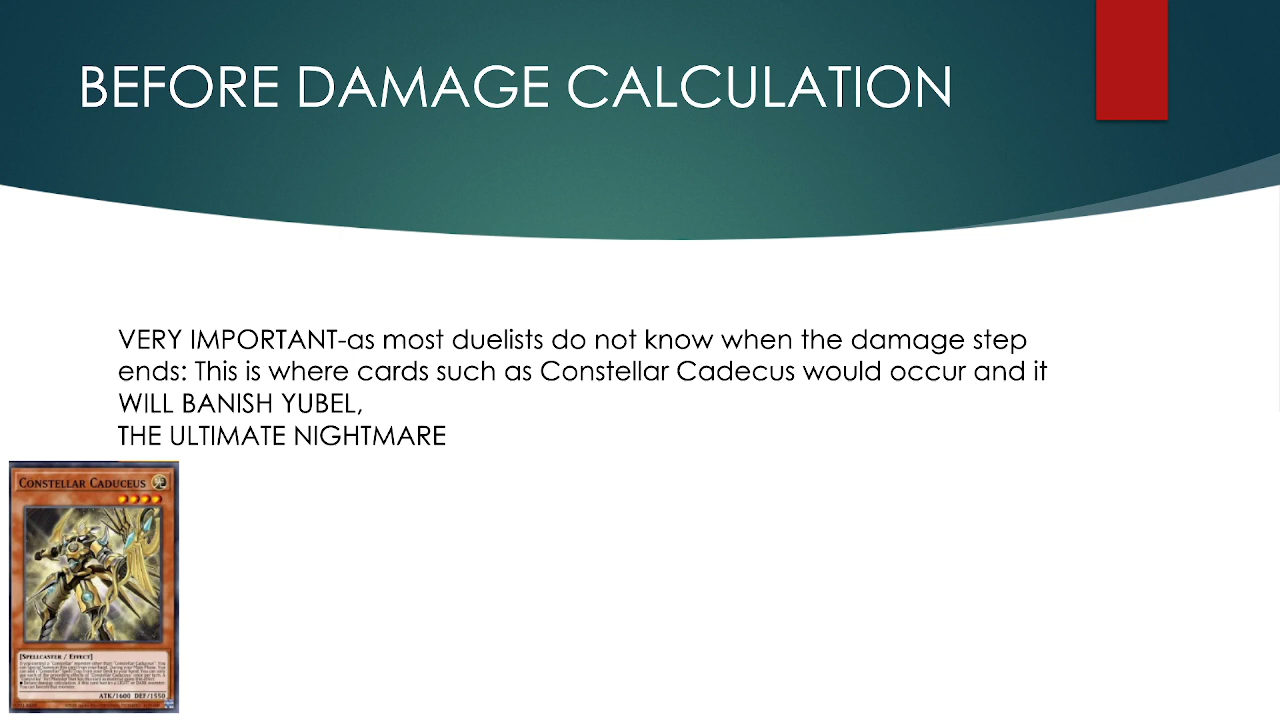 BEFORE DAMAGE CALCULATION
VERY IMPORTANT-as most duelists do not know when the damage step
ends: This is where cards such as Constellar Cadecus would occur and it
WILL BANISH YUBEL,
THE ULTIMATE NIGHTMARE
CONSTELLAR CADUCEUS
[SPELLCASTER / EFFECT]
ATK/1600 DEF/1550